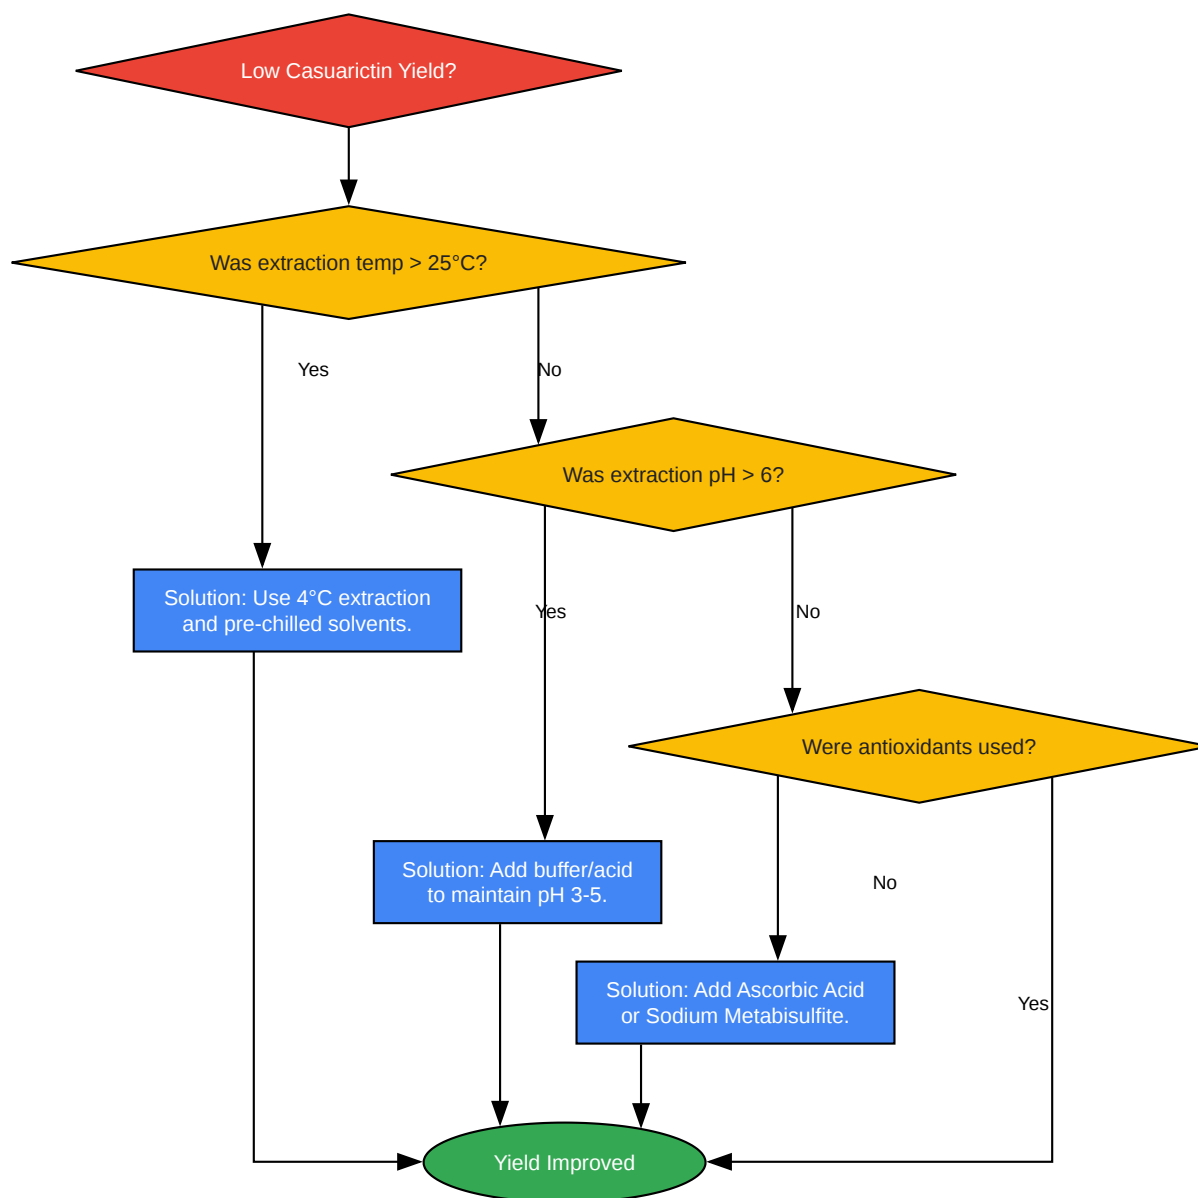 Low Casuarictin Yield?
Was extraction temp > 25°C?
Yes
No
Was extraction pH > 6?
Solution: Use 4°C extraction
and pre-chilled solvents.
Yes
No
Were antioxidants used?
Solution: Add buffer/acid
to maintain pH 3-5.
No
Solution: Add Ascorbic Acid
or Sodium Metabisulfite.
Yes
Yield Improved